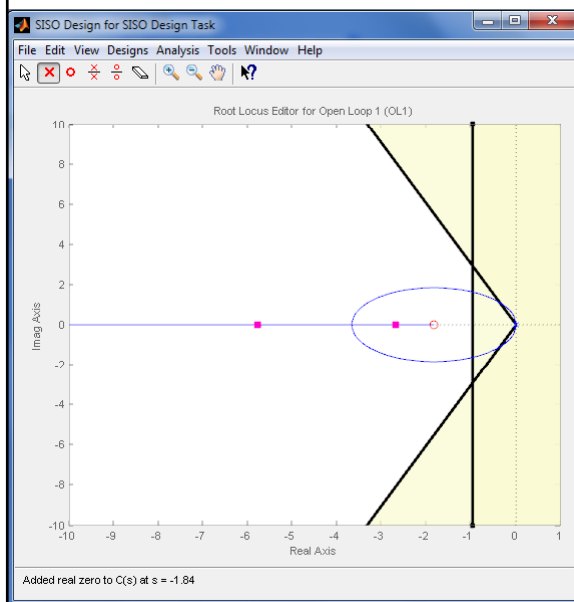 SISO Design for SISO Design Task
File Edit View Designs Analysis Tools Window Help
Root Locus Editor for Open Loop 1 (OL1)
10
8
6
4
2
0
-2
-4
-6
-8
-10
Imag Axis
-10 -9 -8 -7 -6 -5 -4 -3 -2 -1 0 1
Real Axis
Added real zero to C(s) at s = -1.84